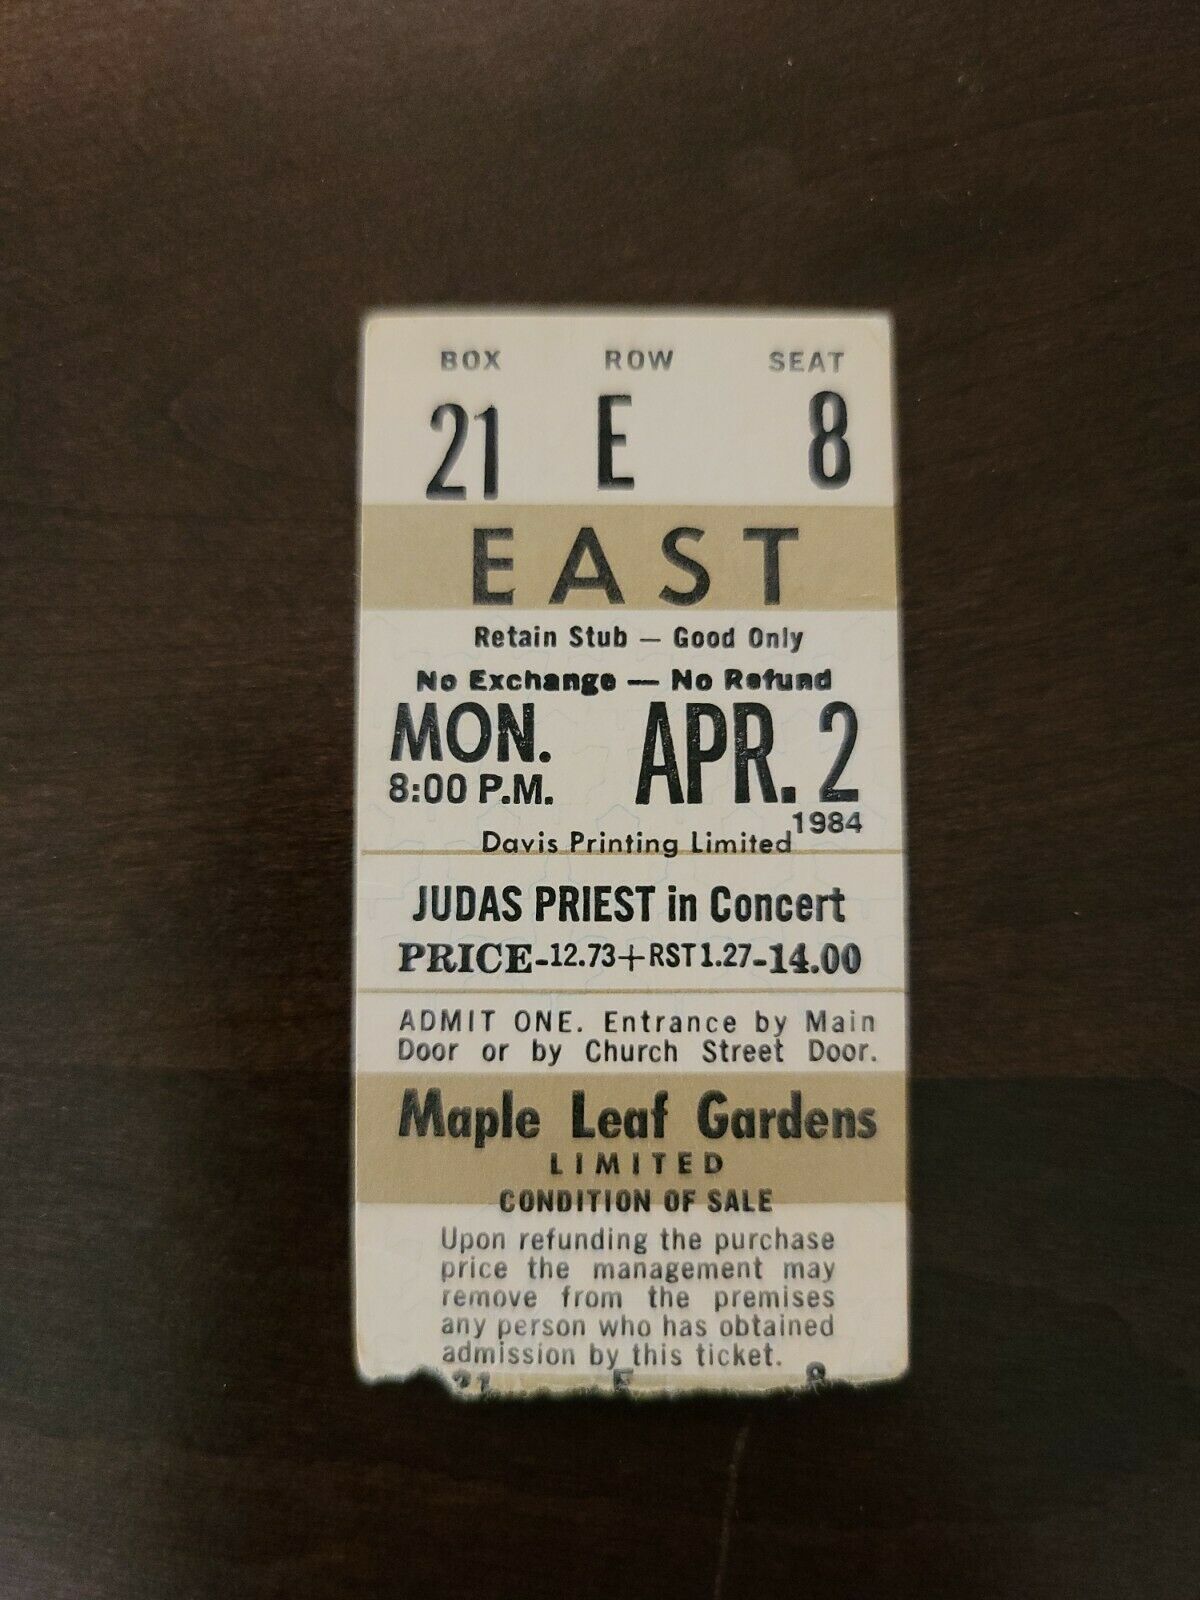 BOX ROW SEAT
21 E 8
EAST
Retain Stub — Good Only
No Exchange — No Refund
MON. APR. 2
8:00 P.M.
1984
Davis Printing Limited
JUDAS PRIEST in Concert
PRICE-12.73+RST1.27-14.00
ADMIT ONE. Entrance by Main
Door or by Church Street Door.
Maple Leaf Gardens
LIMITED
CONDITION OF SALE
Upon refunding the purchase
price the management may
remove from the premises
any person who has obtained
admission by this ticket.
21 E 8